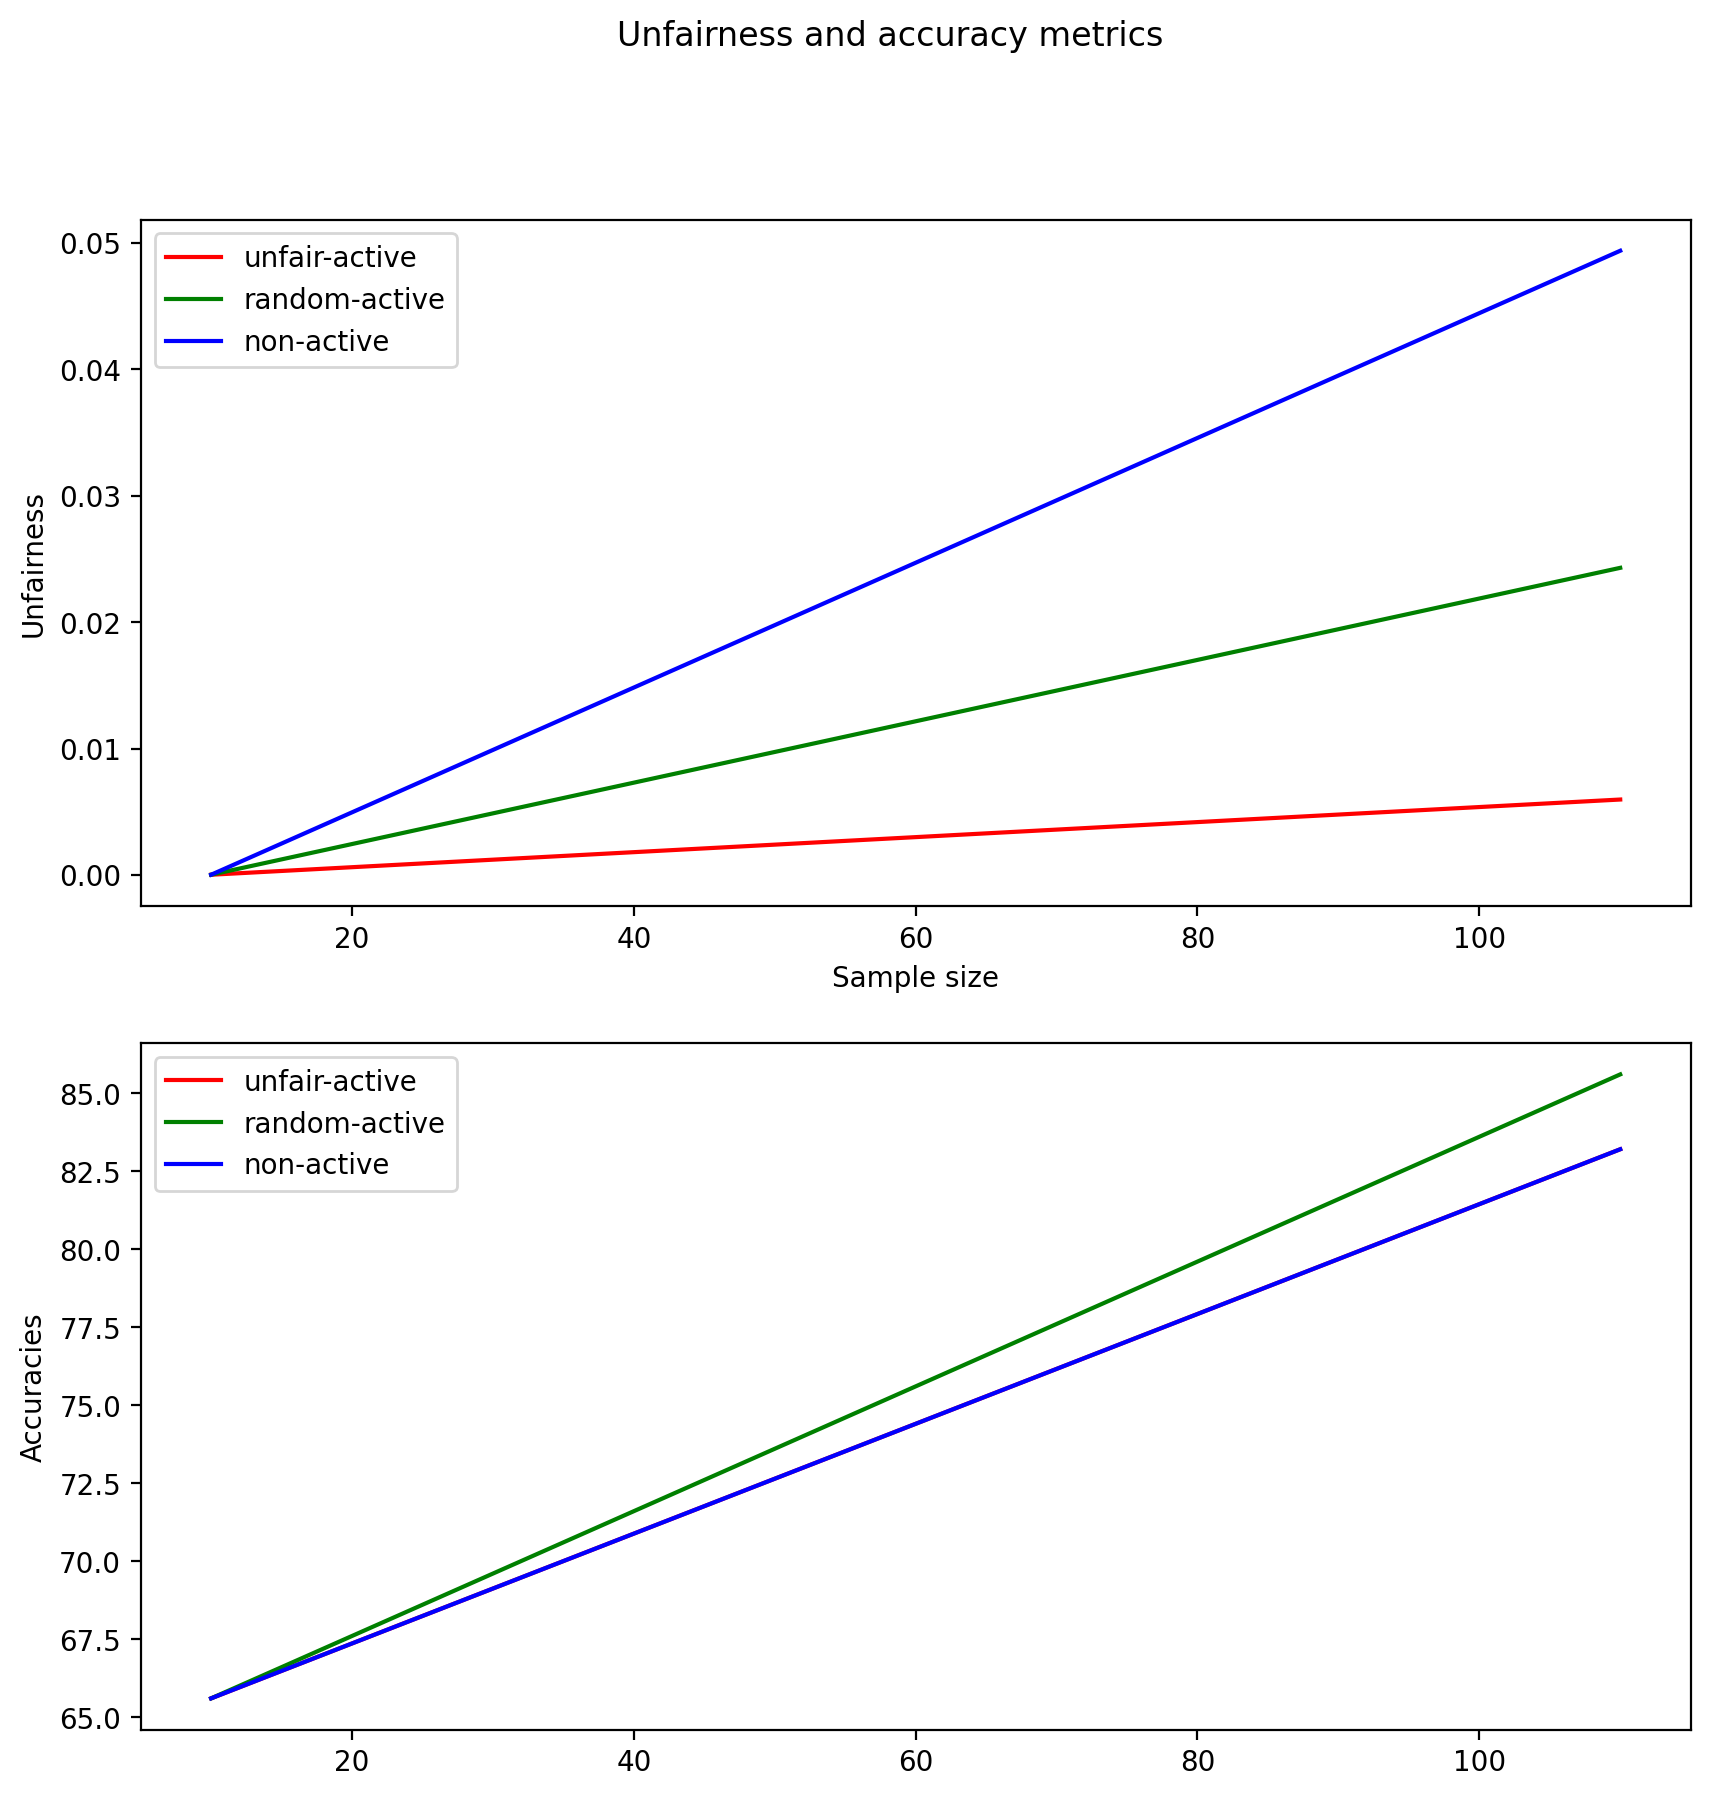 Unfairness and accuracy metrics
unfair-active
random-active
non-active
0.05
0.04
0.03
0.02
0.01
0.00
Unfairness
20 40 60 80 100
Sample size
unfair-active
random-active
non-active
85.0
82.5
80.0
77.5
75.0
72.5
70.0
67.5
65.0
Accuracies
20 40 60 80 100